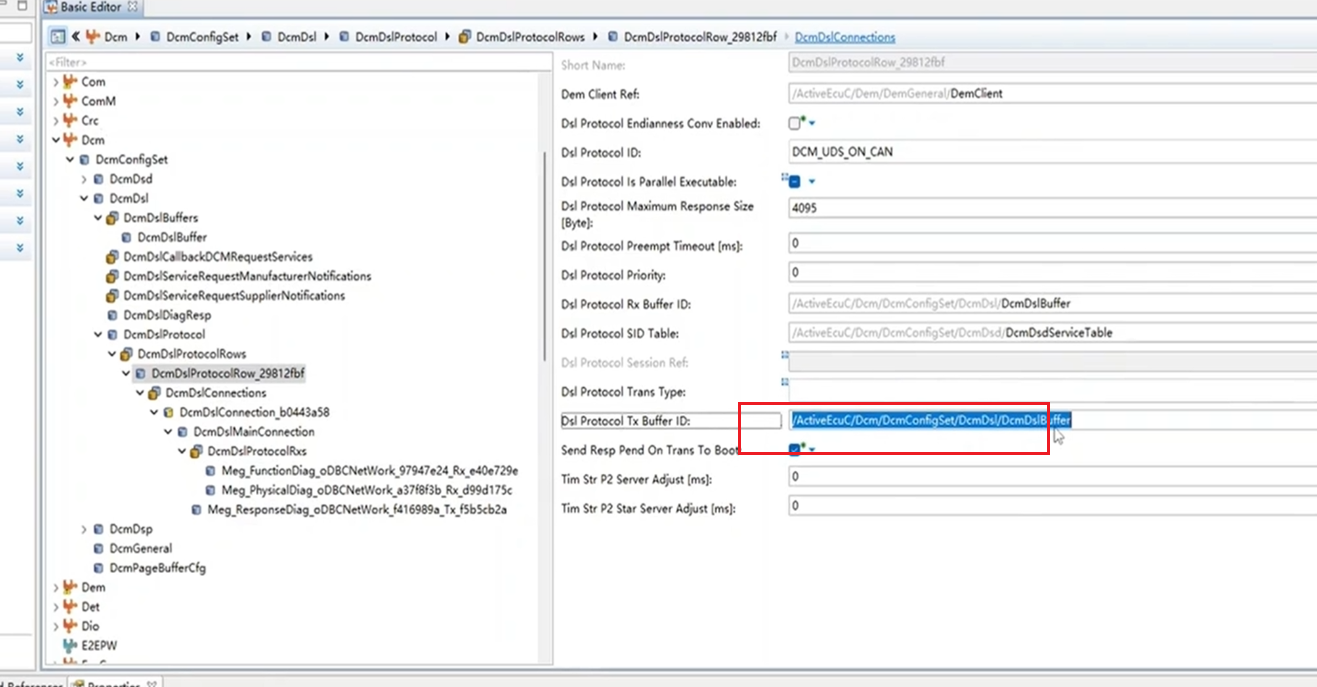 Basic Editor
Dcm DcmConfigSet DcmDsl DcmDslProtocol DcmDslProtocolRows DcmDslProtocolRow_29812fbf DcmDslConnections
<Filter>
Com
ComM
Crc
Dcm
DcmConfigSet
DcmDsd
DcmDsl
DcmDslBuffers
DcmDslBuffer
DcmDslCallbackDCMRequestServices
DcmDslServiceRequestManufacturerNotifications
DcmDslServiceRequestSupplierNotifications
DcmDslDiagResp
DcmDslProtocol
DcmDslProtocolRows
DcmDslProtocolRow_29812fbf
DcmDslConnections
DcmDslConnection_b0443a58
DcmDslMainConnection
DcmDslProtocolRxs
Meg_FunctionDiag_oDBCNetWork_97947e24_Rx_e40e729e
Meg_PhysicalDiag_oDBCNetWork_a37f8f3b_Rx_d99d175c
Meg_ResponseDiag_oDBCNetWork_f416989a_Tx_f5b5cb2a
DcmDsp
DcmGeneral
DcmPageBufferCfg
Dem
Det
Dio
E2EPW
Short Name: DcmDslProtocolRow_29812fbf
Dem Client Ref: /ActiveEcuC/Dem/DemGeneral/DemClient
Dsl Protocol Endianness Conv Enabled:
Dsl Protocol ID: DCM_UDS_ON_CAN
Dsl Protocol Is Parallel Executable:
Dsl Protocol Maximum Response Size
[Byte]: 4095
Dsl Protocol Preempt Timeout [ms]: 0
Dsl Protocol Priority: 0
Dsl Protocol Rx Buffer ID: /ActiveEcuC/Dcm/DcmConfigSet/DcmDsl/DcmDslBuffer
Dsl Protocol SID Table: /ActiveEcuC/Dcm/DcmConfigSet/DcmDsd/DcmDsdServiceTable
Dsl Protocol Session Ref:
Dsl Protocol Trans Type:
Dsl Protocol Tx Buffer ID: /ActiveEcuC/Dcm/DcmConfigSet/DcmDsl/DcmDslBuffer
Send Resp Pend On Trans To Boot
Tim Str P2 Server Adjust [ms]: 0
Tim Str P2 Star Server Adjust [ms]: 0
Properties